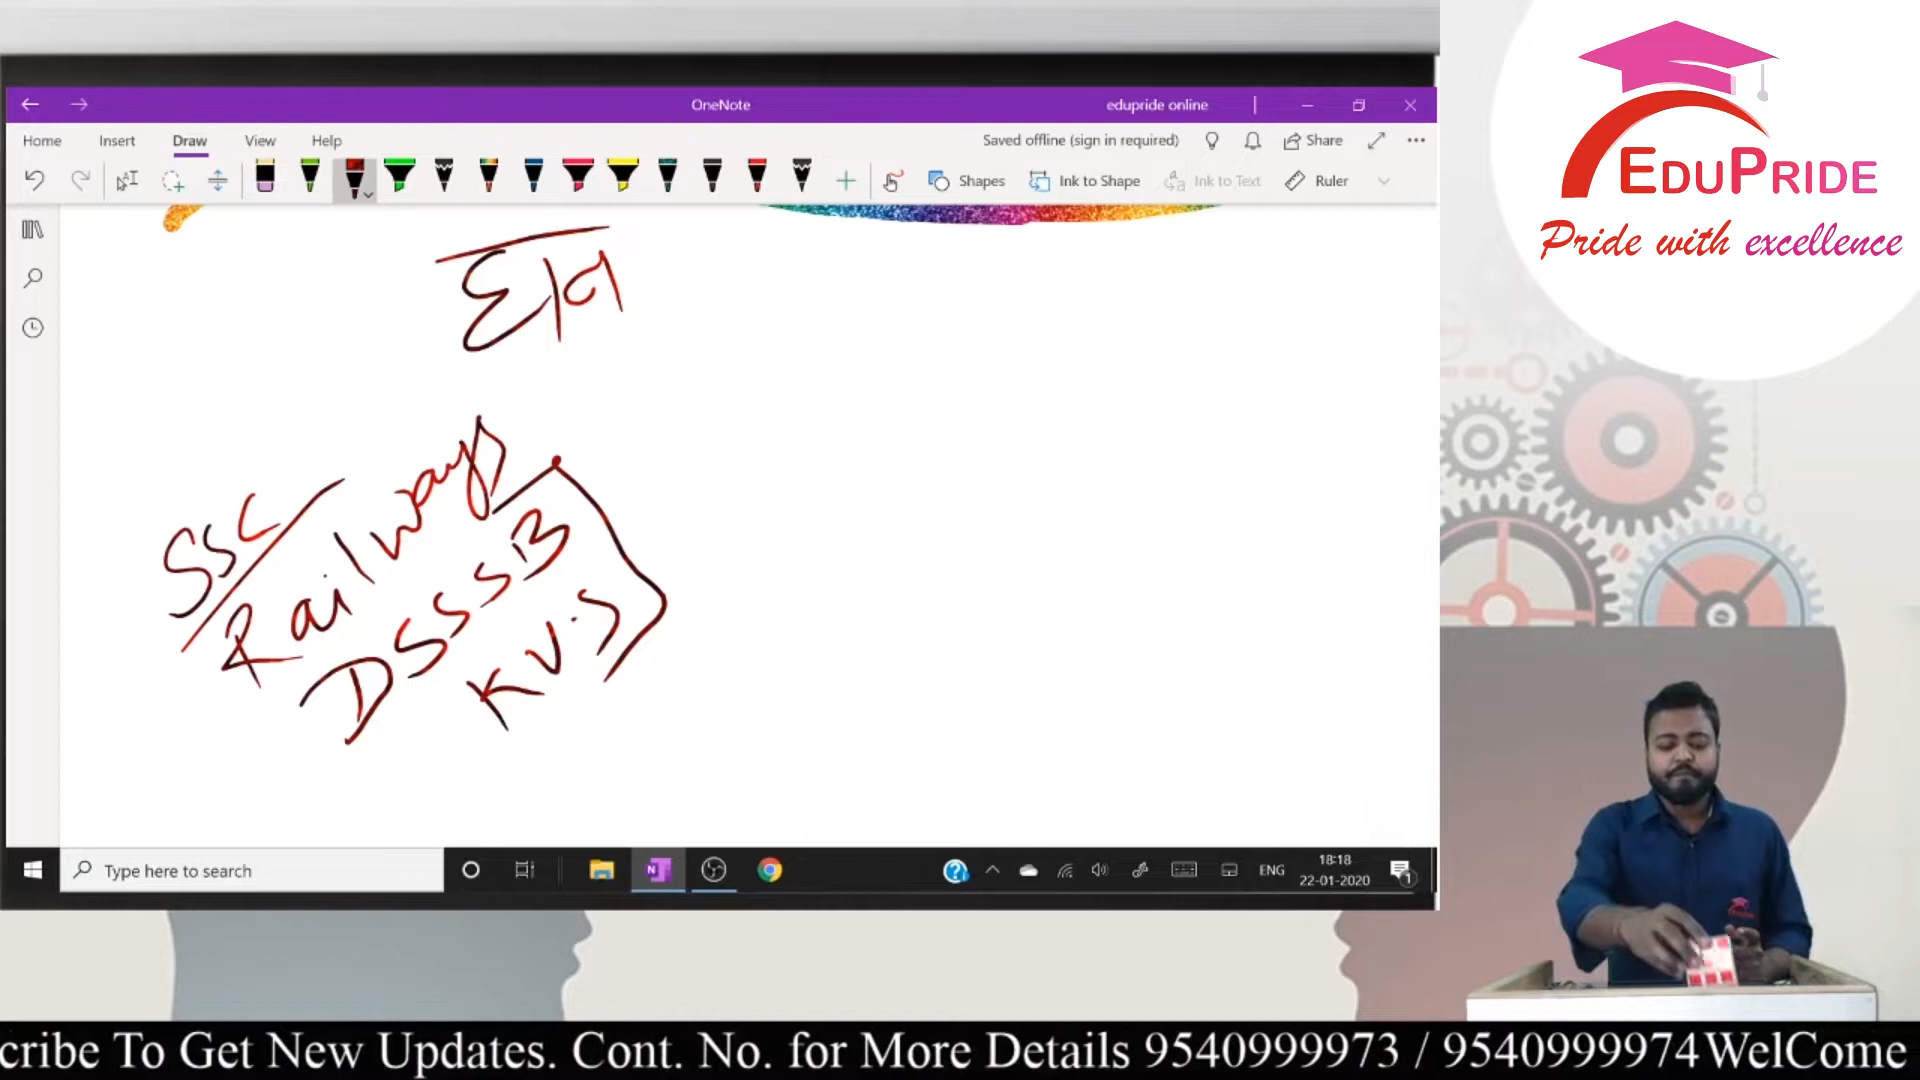 OneNote
edupride online
Home Insert Draw View Help
Saved offline (sign in required)
Share
Shapes
Ink to Shape
Ink to Text
Ruler
SSC
Railways
DSSSB
KVS
Type here to search
ENG
18:18
22-01-2020
1
EDUPRIDE
Pride with excellence
cribe To Get New Updates. Cont. No. for More Details 9540999973 / 9540999974 WelCome